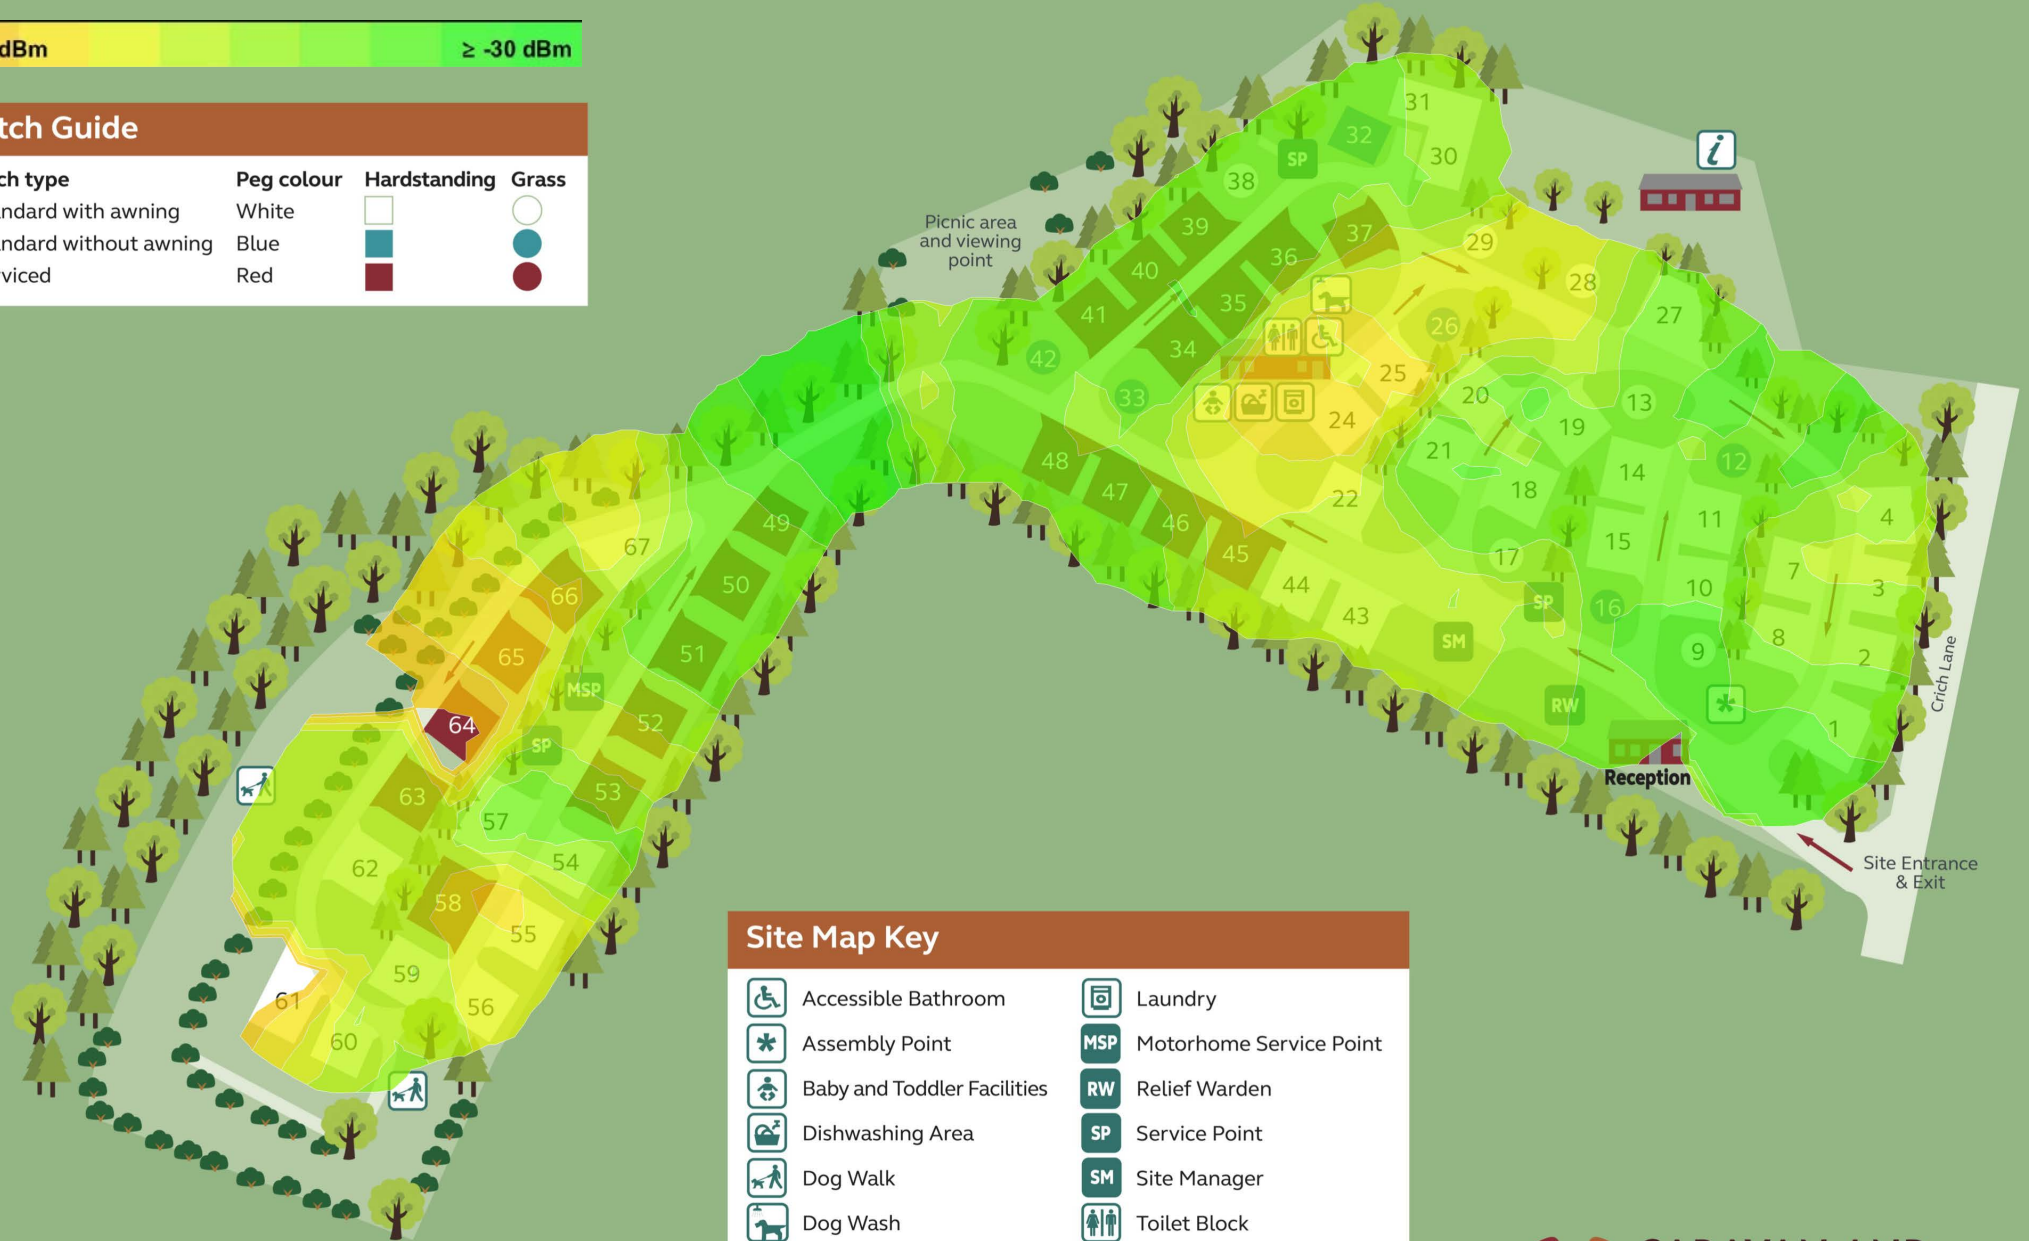 dBm
≥ -30 dBm
tch Guide
ch type Peg colour Hardstanding Grass
andard with awning White
andard without awning Blue
rviced Red
Picnic area
and viewing
point
31
32
30
SP
38
39
37
29
36
40
28
35
41
27
26
34
42
25
33
20
13
24
19
21
48
12
14
47
18
22
11
4
46
49
15
45
17
67
7
44
50
10
3
66
SP
16
43
8
SM
9
51
65
2
MSP
RW
52
64
SP
1
Crich Lane
Reception
53
63
57
54
62
Site Entrance
& Exit
58
55
59
61
56
60
Site Map Key
Accessible Bathroom
Laundry
Assembly Point
MSP Motorhome Service Point
Baby and Toddler Facilities
RW Relief Warden
Dishwashing Area
SP Service Point
Dog Walk
SM Site Manager
Dog Wash
Toilet Block